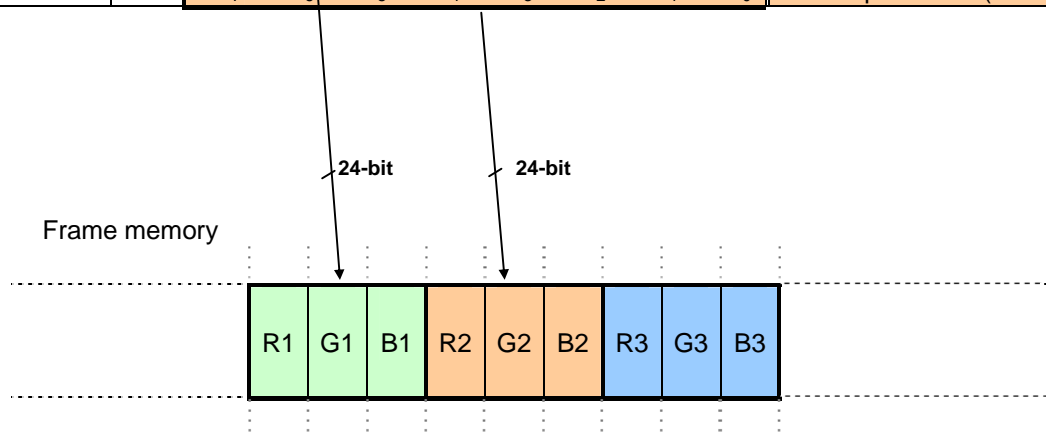 24-bit 24-bit
Frame memory
R1 G1 B1 R2 G2 B2 R3 G3 B3